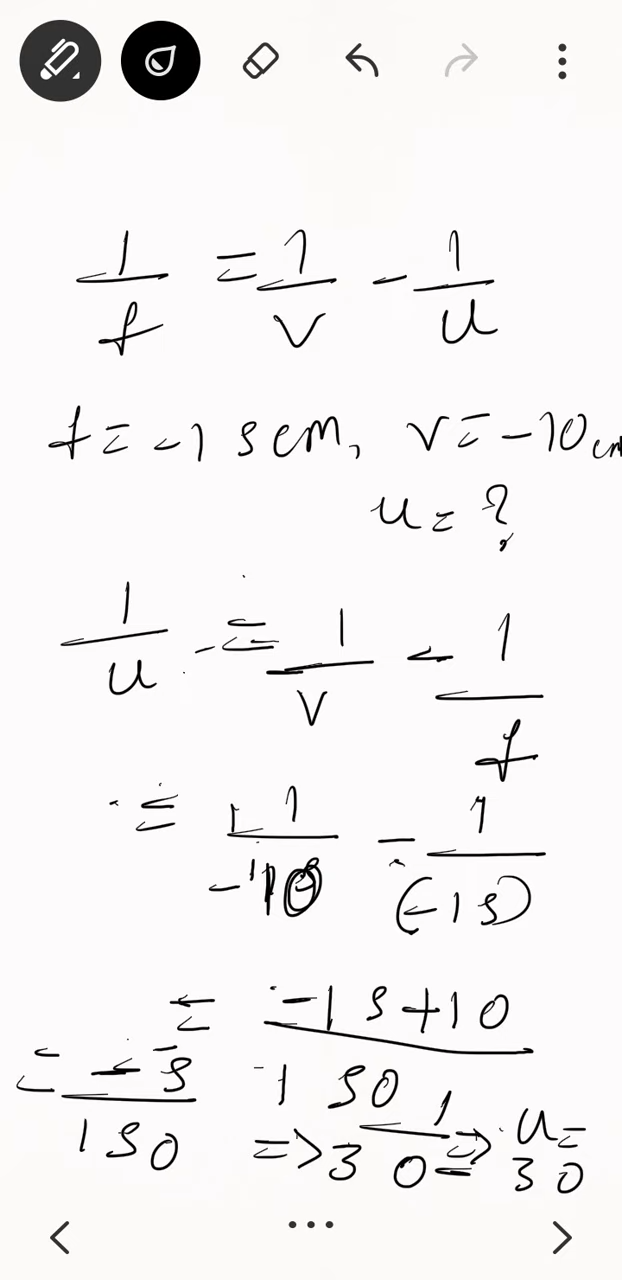 1/f = 1/v - 1/u
f = -15cm, v = -10cm
u = ?
1/u = 1/v - 1/f
= 1/-10 - 1/(-15)
= -15+10
= -5/150 -150
=> 1/30 => u = 30